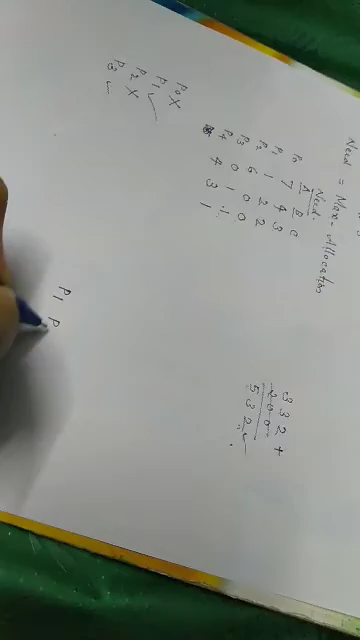 Need = Max - Allocation
Need.
A B C
P0 7 4 3
P1 1 2 2
P2 6 0 0
P3 0 1 1
P4 4 3 1
3 3 2 +
2 0 0
5 3 2 ✓
P0 X
P1 ✓
P2 X
P3 ✓
P1 P